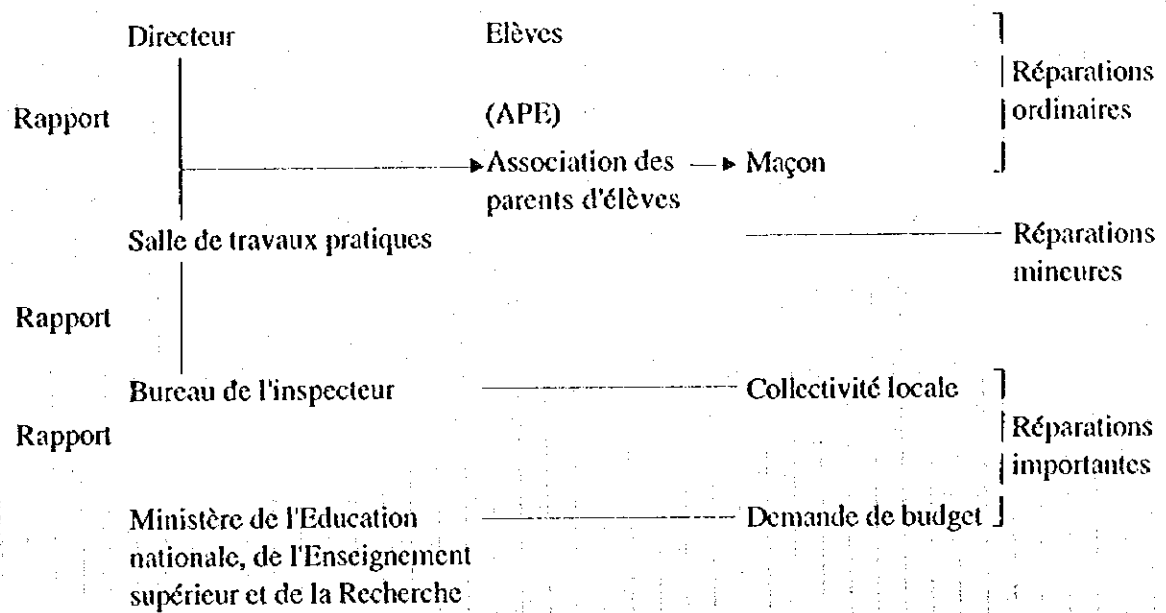 Directeur
Elèves
Réparations
ordinaires
Rapport
(APE)
Association des
parents d'élèves
Maçon
Salle de travaux pratiques
Réparations
mineures
Rapport
Bureau de l'inspecteur
Collectivité locale
Réparations
importantes
Rapport
Ministère de l'Education
nationale, de l'Enseignement
supérieur et de la Recherche
Demande de budget